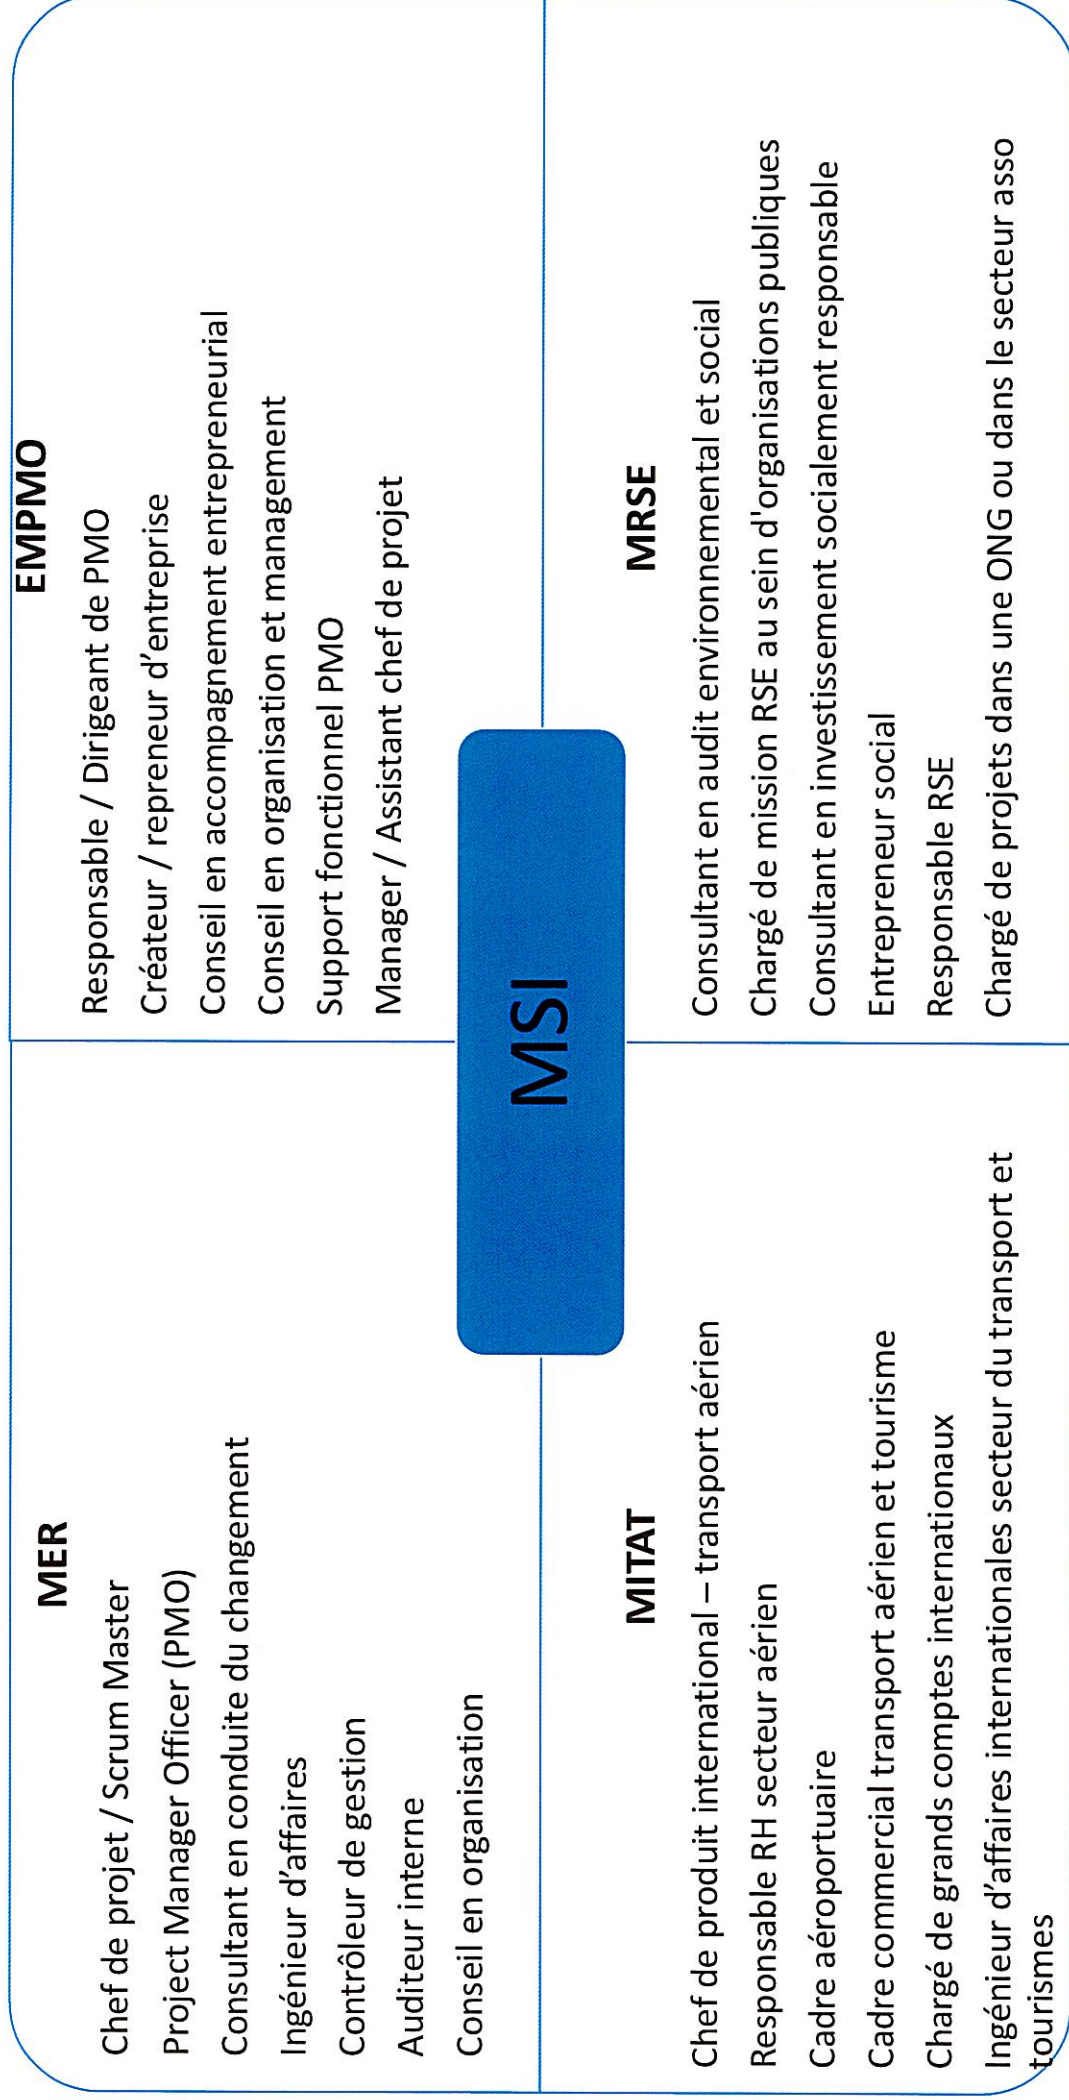 MER
Chef de projet / Scrum Master
Project Manager Officer (PMO)
Consultant en conduite du changement
Ingénieur d’affaires
Contrôleur de gestion
Auditeur interne
Conseil en organisation
EMPMO
Responsable / Dirigeant de PMO
Créateur / repreneur d’entreprise
Conseil en accompagnement entrepreneurial
Conseil en organisation et management
Support fonctionnel PMO
Manager / Assistant chef de projet
MSI
MITAT
Chef de produit international – transport aérien
Responsable RH secteur aérien
Cadre aéroportuaire
Cadre commercial transport aérien et tourisme
Chargé de grands comptes internationaux
Ingénieur d’affaires internationales secteur du transport et
tourismes
MRSE
Consultant en audit environnemental et social
Chargé de mission RSE au sein d'organisations publiques
Consultant en investissement socialement responsable
Entrepreneur social
Responsable RSE
Chargé de projets dans une ONG ou dans le secteur asso